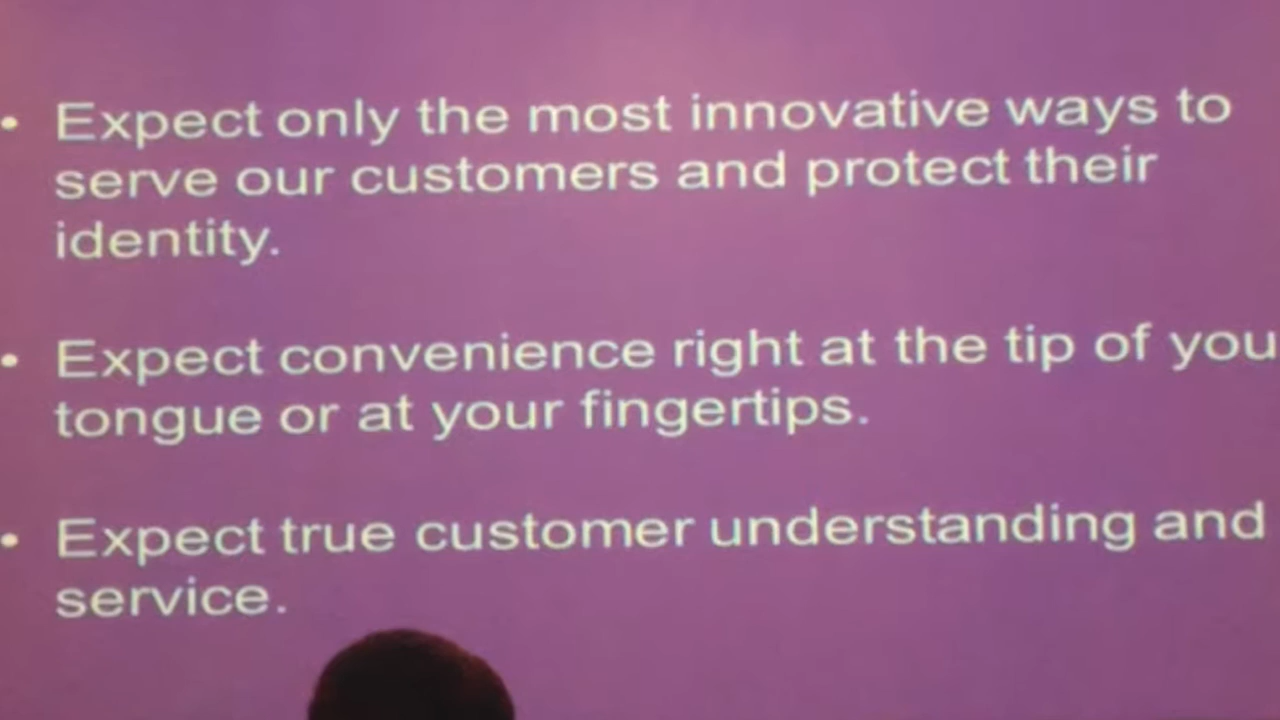 • Expect only the most innovative ways to
serve our customers and protect their
identity.
• Expect convenience right at the tip of you
tongue or at your fingertips.
• Expect true customer understanding and
service.